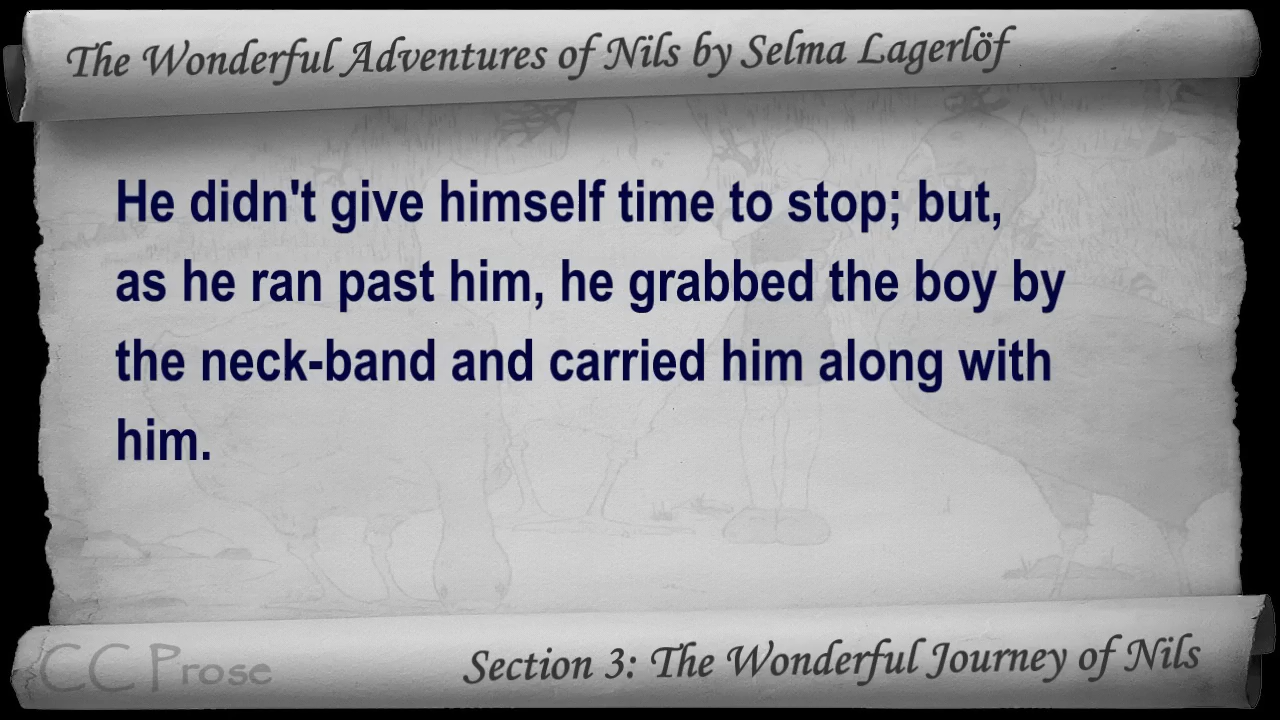 The Wonderful Adventures of Nils by Selma Lagerlöf
He didn't give himself time to stop; but,
as he ran past him, he grabbed the boy by
the neck-band and carried him along with
him.
CC Prose
Section 3: The Wonderful Journey of Nils